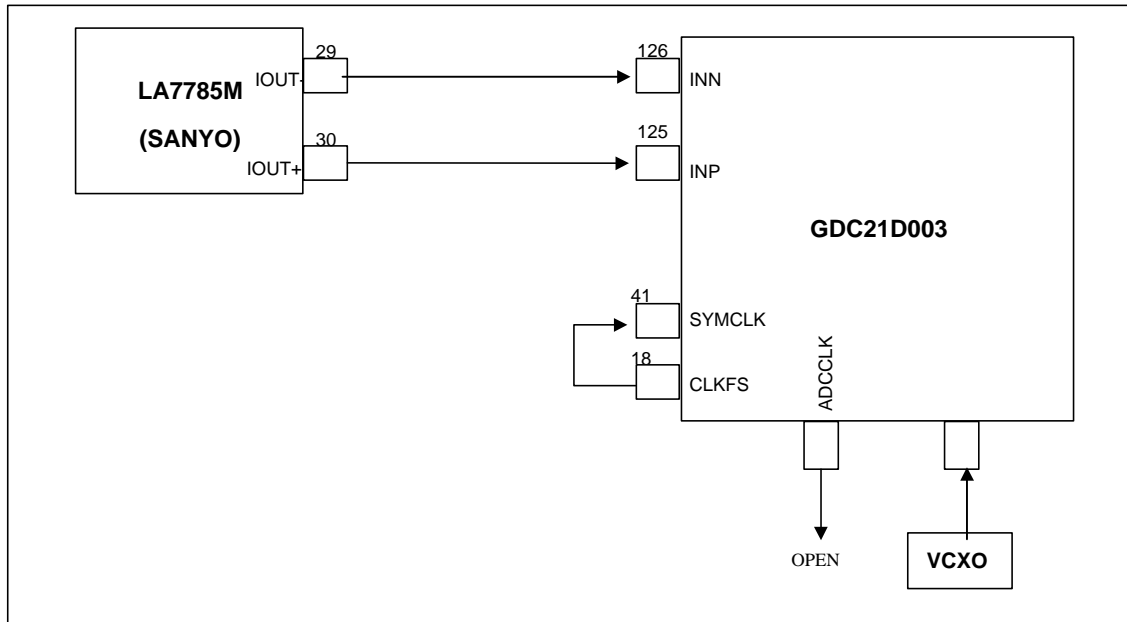 29
126
IOUT-
INN
LA7785M
(SANYO)
30
125
IOUT+
INP
GDC21D003
41
SYMCLK
18
CLKFS
ADCCLK
OPEN
VCXO